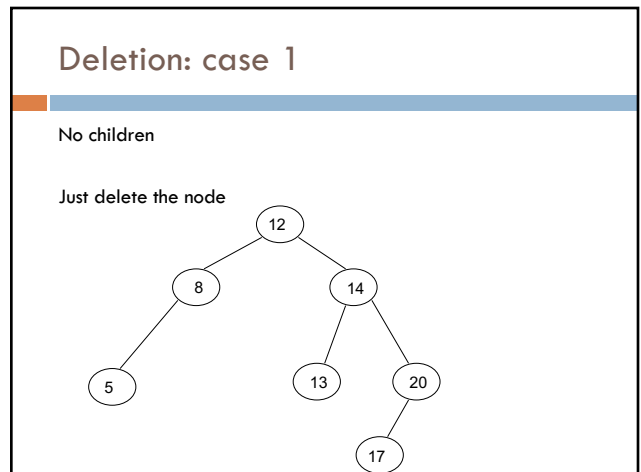 Deletion: case 1
No children
Just delete the node
12
8
14
5
13
20
17